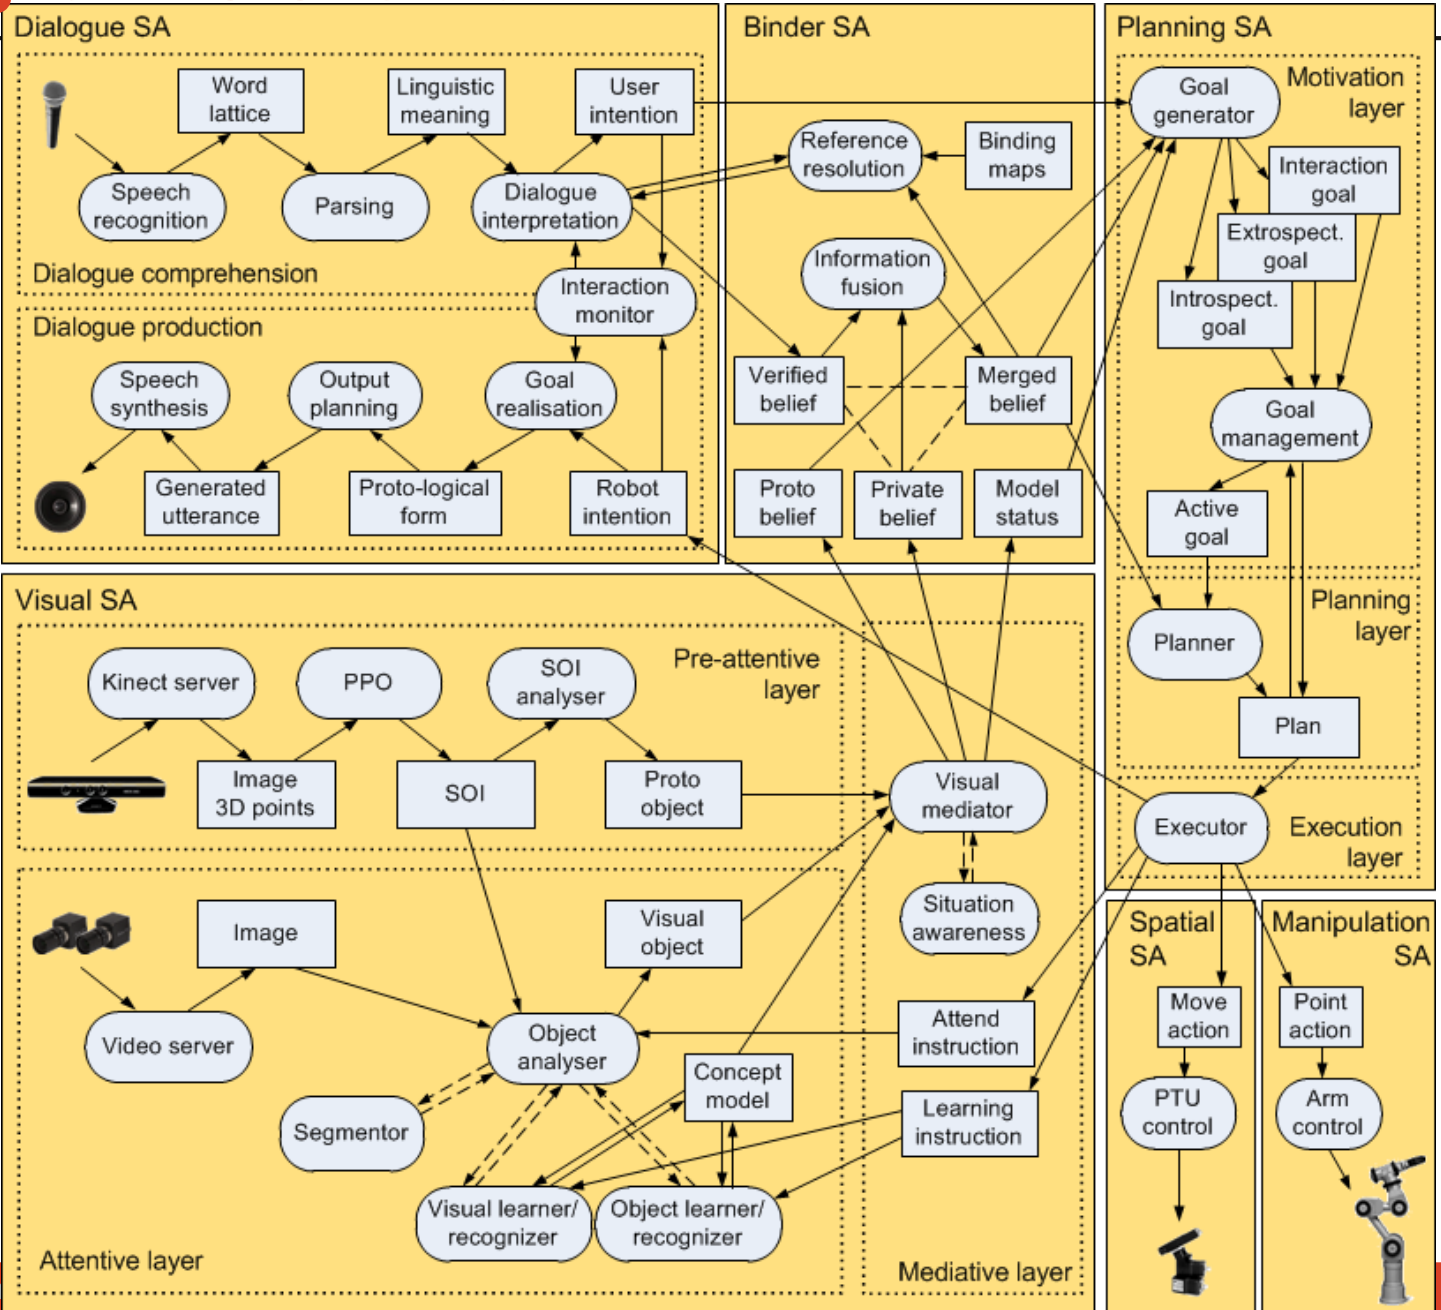 Dialogue SA
Word
lattice
Linguistic
meaning
User
intention
Speech
recognition
Parsing
Dialogue
interpretation
Dialogue comprehension
Interaction
monitor
Dialogue production
Speech
synthesis
Output
planning
Goal
realisation
Generated
utterance
Proto-logical
form
Robot
intention
Binder SA
Reference
resolution
Binding
maps
Information
fusion
Verified
belief
Merged
belief
Proto
belief
Private
belief
Model
status
Planning SA
Motivation
layer
Goal
generator
Interaction
goal
Extrospect.
goal
Introspect.
goal
Goal
management
Active
goal
Planning
layer
Planner
Plan
Executor
Execution
layer
Visual SA
Pre-attentive
layer
Kinect server
PPO
SOI
analyser
Image
3D points
SOI
Proto
object
Visual
mediator
Situation
awareness
Image
Visual
object
Video server
Object
analyser
Attend
instruction
Concept
model
Learning
instruction
Segmentor
Visual learner/
recognizer
Object learner/
recognizer
Attentive layer
Mediative layer
Spatial
SA
Move
action
PTU
control
Manipulation
SA
Point
action
Arm
control